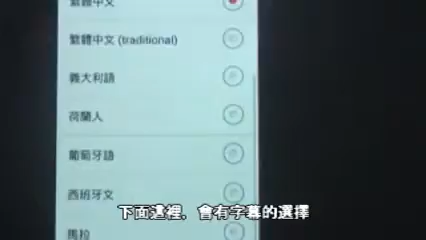 繁體中文
繁體中文 (traditional)
義大利語
荷蘭人
葡萄牙語
西班牙文
馬拉
下面這裡，會有字幕的選擇